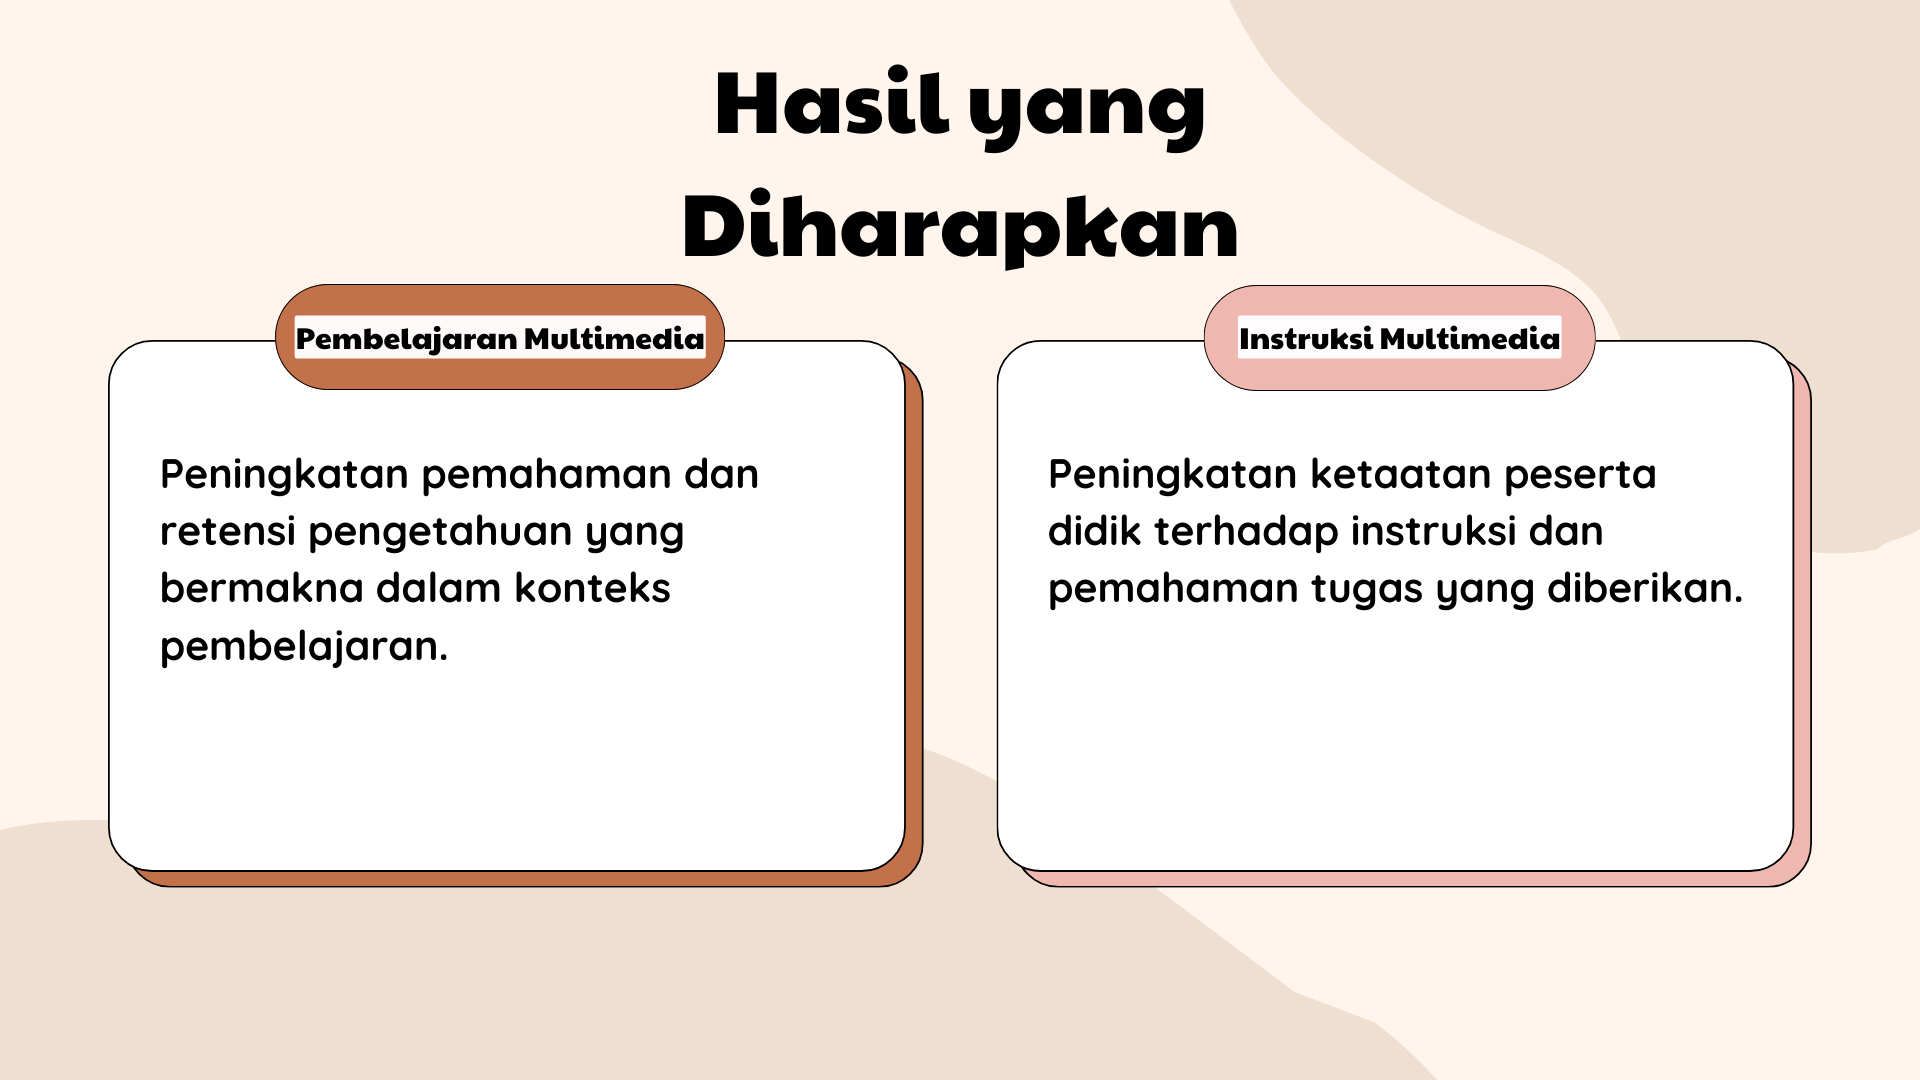 Hasil yang
Diharapkan
Pembelajaran Multimedia
Peningkatan pemahaman dan
retensi pengetahuan yang
bermakna dalam konteks
pembelajaran.
Instruksi Multimedia
Peningkatan ketaatan peserta
didik terhadap instruksi dan
pemahaman tugas yang diberikan.